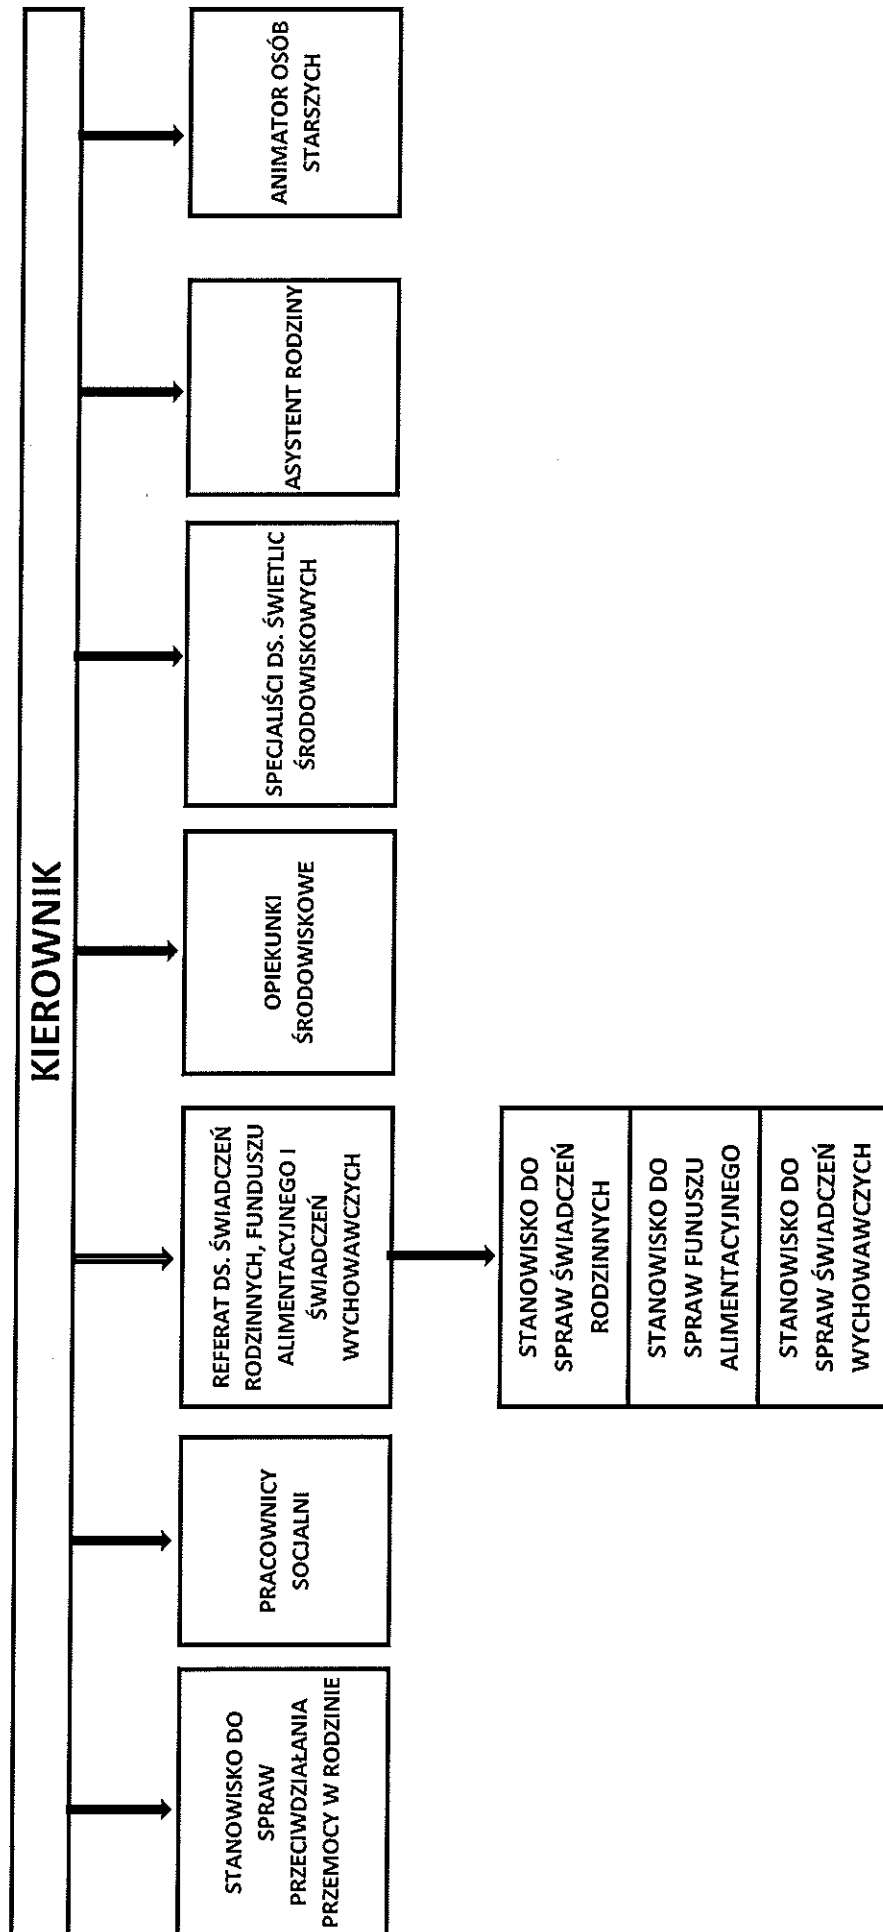 KIEROWNIK
STANOWISKO DO
SPRAW
PRZECIWDZIAŁANIA
PRZEMOCY W RODZINIE
PRACOWNICY
SOCJALNI
REFERAT DS. ŚWIADCZEŃ
RODZINNYCH, FUNDUSZU
ALIMENTACYJNEGO I
ŚWIADCZEŃ
WYCHOWAWCZYCH
OPIEKUNKI
ŚRODOWISKOWE
SPECJALIŚCI DS. ŚWIETLIC
ŚRODOWISKOWYCH
ASYSTENT RODZINY
ANIMATOR OSÓB
STARSZYCH
STANOWISKO DO
SPRAW ŚWIADCZEŃ
RODZINNYCH
STANOWISKO DO
SPRAW FUNUSZU
ALIMENTACYJNEGO
STANOWISKO DO
SPRAW ŚWIADCZEŃ
WYCHOWAWCZYCH